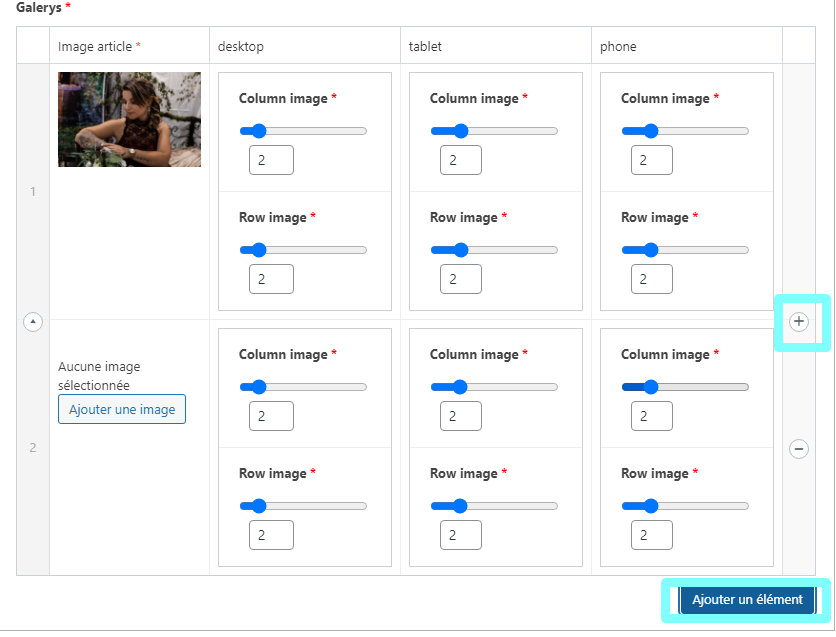 Galerys *
Image article *
desktop
tablet
phone
1
Column image *
2
Row image *
2
Column image *
2
Row image *
2
Column image *
2
Row image *
2
2
Aucune image
sélectionnée
Ajouter une image
Column image *
2
Row image *
2
Column image *
2
Row image *
2
Column image *
2
Row image *
2
Ajouter un élément